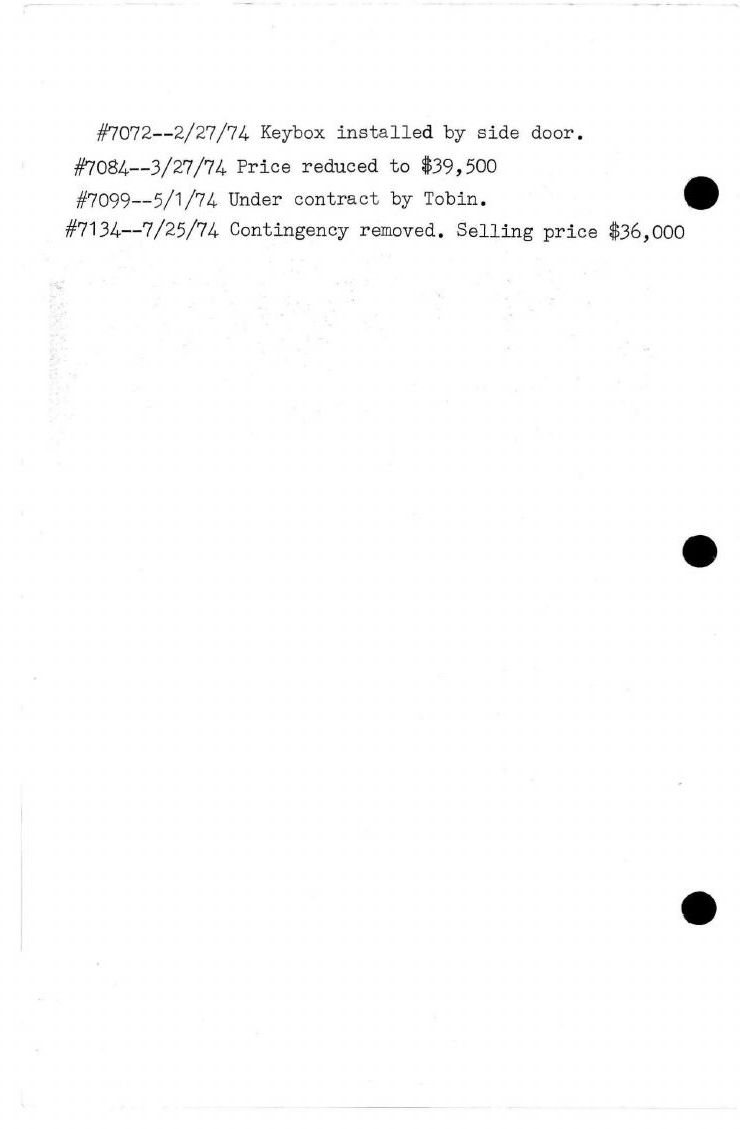 #7072--2/27/74 Keybox installed by side door.
#7084--3/27/74 Price reduced to $39,500
#7099--5/1/74 Under contract by Tobin.
#7134--7/25/74 Contingency removed. Selling price $36,000